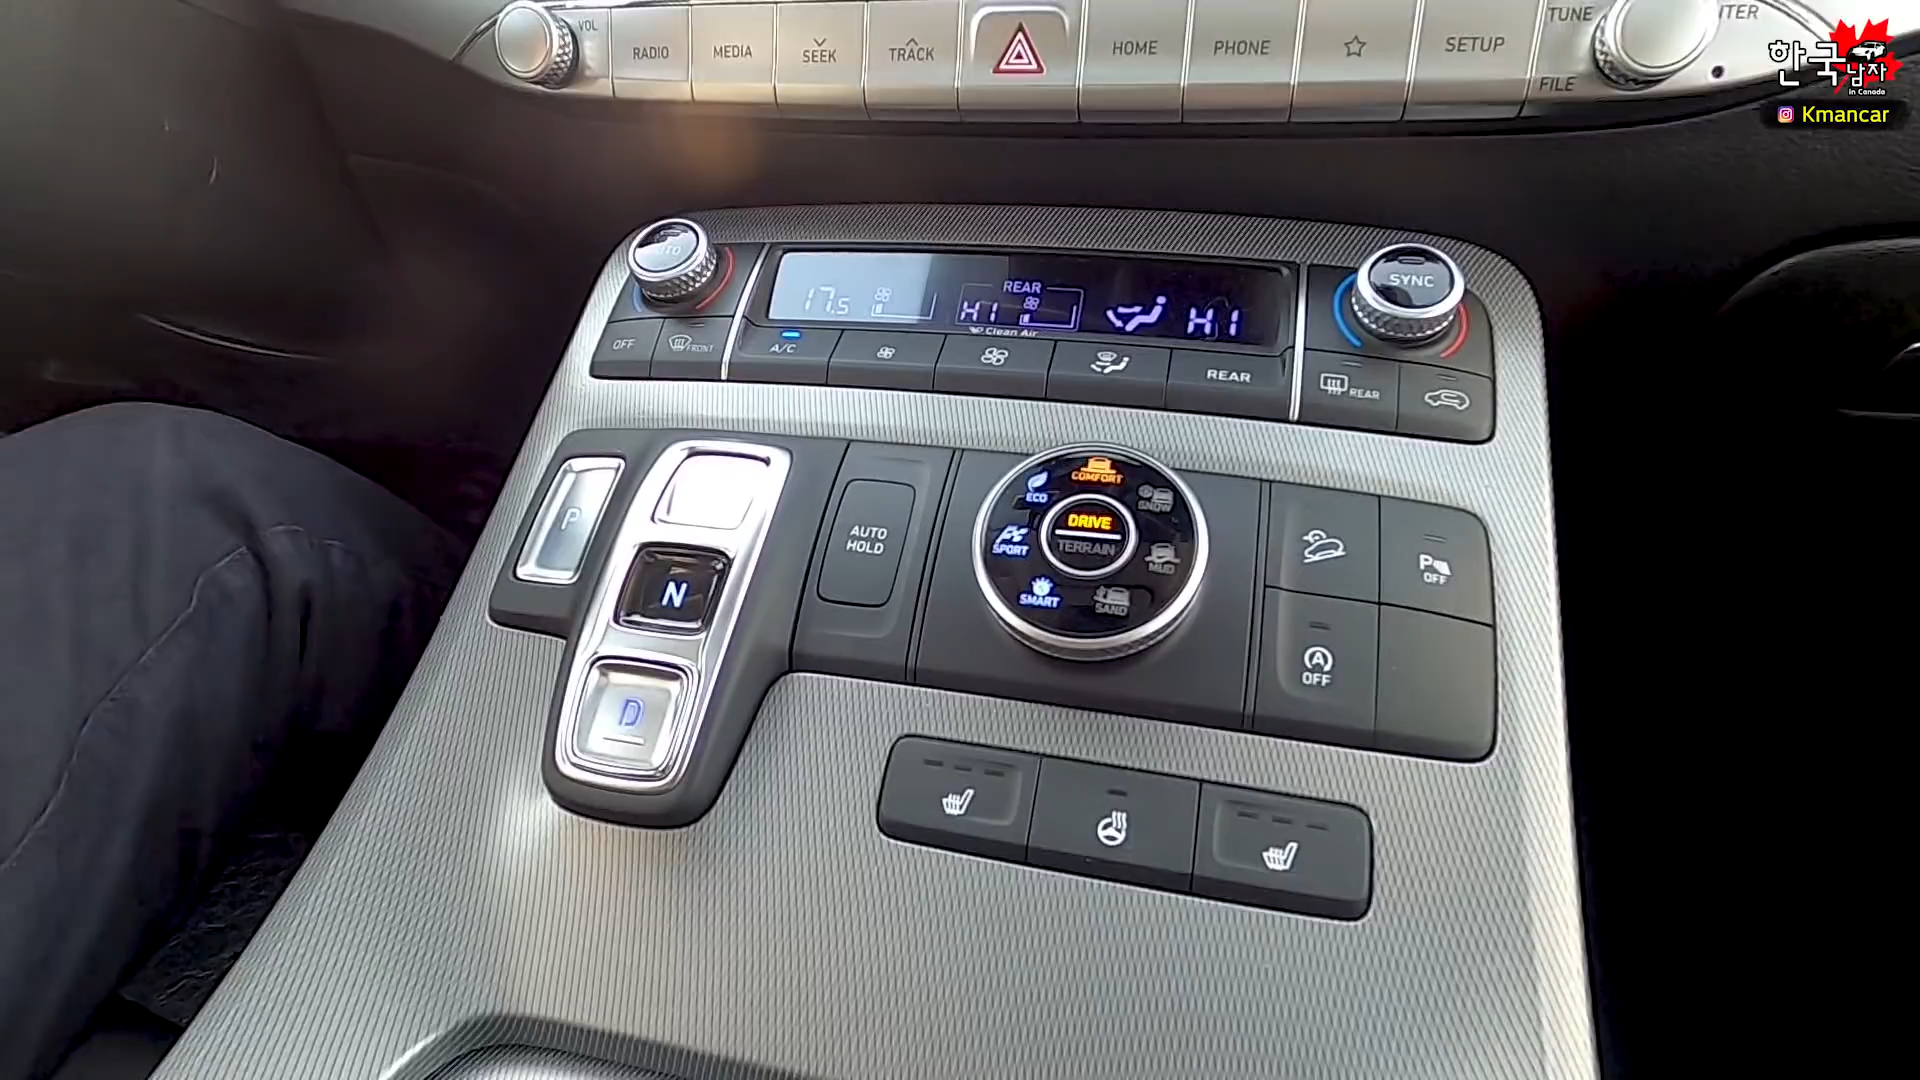 VOL
RADIO
MEDIA
SEEK
TRACK
HOME
PHONE
SETUP
TUNE
FILE
한국
남자
in Canada
Kmancar
SYNC
17.5
REAR
HI
Clean Air
HI
OFF
FRONT
A/C
REAR
REAR
P
N
D
AUTO
HOLD
COMFORT
ECO
SNOW
DRIVE
TERRAIN
SPORT
MUD
SMART
SAND
P
OFF
A
OFF